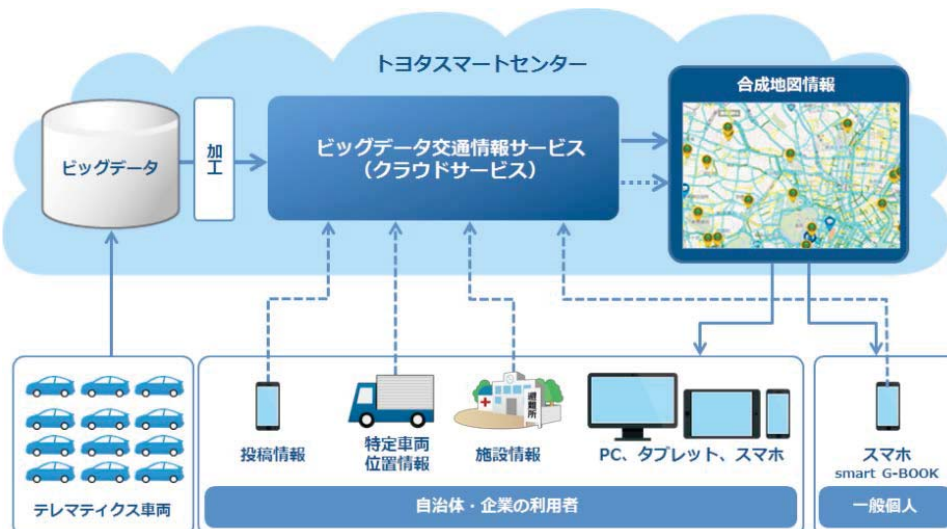 トヨタスマートセンター
合成地図情報
ビッグデータ
加工
ビッグデータ交通情報サービス
（クラウドサービス）
投稿情報
特定車両
位置情報
避難所
施設情報
PC、タブレット、スマホ
スマホ
smart G-BOOK
テレマティクス車両
自治体・企業の利用者
一般個人